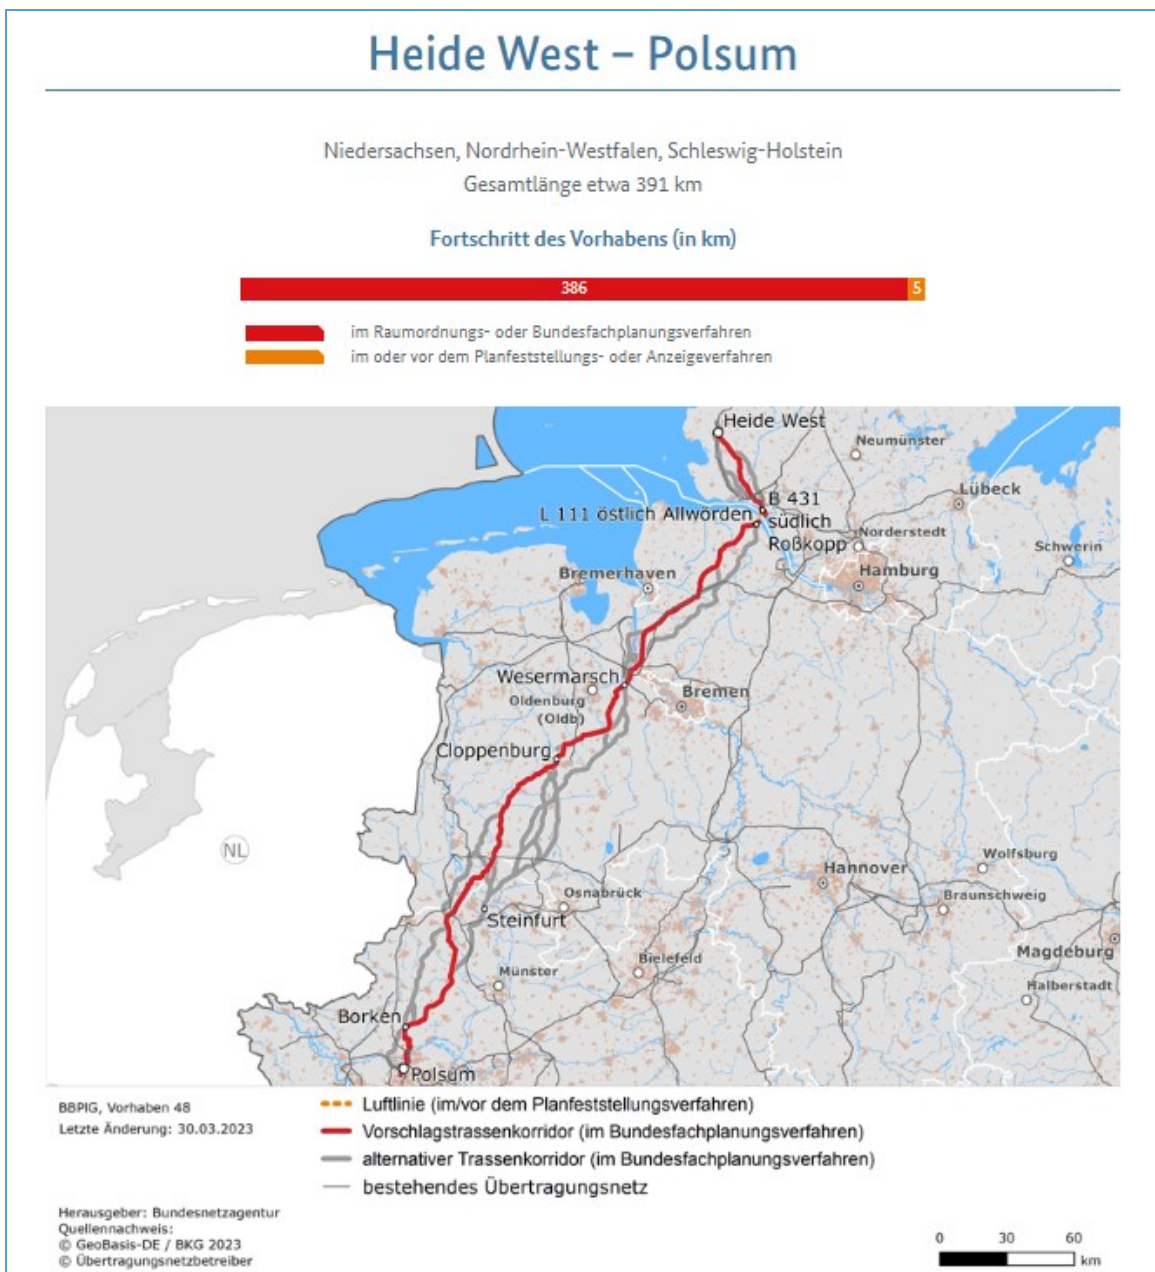 Heide West – Polsum
Niedersachsen, Nordrhein-Westfalen, Schleswig-Holstein
Gesamtlänge etwa 391 km
Fortschritt des Vorhabens (in km)
386 5
im Raumordnungs- oder Bundesfachplanungsverfahren
im oder vor dem Planfeststellungs- oder Anzeigeverfahren
Heide West
Neumünster
Lübeck
B 431
südlich
Roßkopp
L 111 östlich Allwörden
Norderstedt
Schwerin
Hamburg
Bremerhaven
Wesermarsch
Oldenburg
(Oldb)
Bremen
Cloppenburg
NL
Wolfsburg
Hannover
Osnabrück
Braunschweig
Steinfurt
Magdeburg
Bielefeld
Münster
Halberstadt
Borken
Polsum
BBPlG, Vorhaben 48
Letzte Änderung: 30.03.2023
Luftlinie (im/vor dem Planfeststellungsverfahren)
Vorschlagstrassenkorridor (im Bundesfachplanungsverfahren)
alternativer Trassenkorridor (im Bundesfachplanungsverfahren)
bestehendes Übertragungsnetz
Herausgeber: Bundesnetzagentur
Quellennachweis:
© GeoBasis-DE / BKG 2023
© Übertragungsnetzbetreiber
0 30 60
km